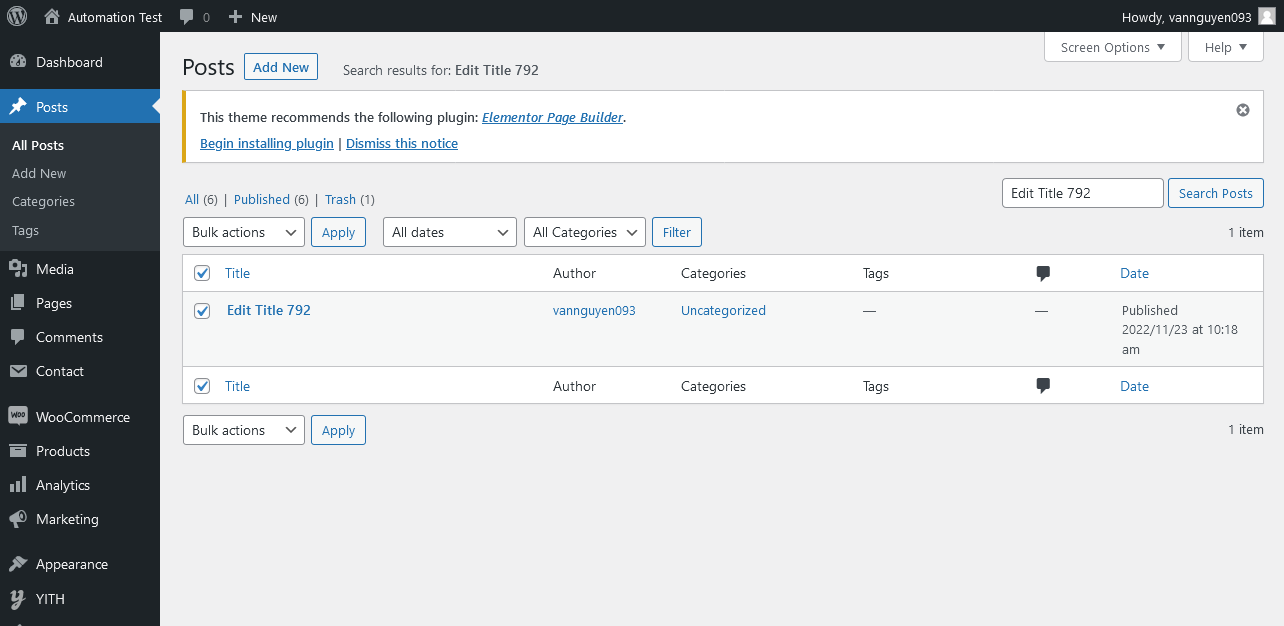 Automation Test 0 New Howdy, vannguyen093
Dashboard
Posts
All Posts
Add New
Categories
Tags
Media
Pages
Comments
Contact
WooCommerce
Products
Analytics
Marketing
Appearance
YITH
Screen Options Help
Posts Add New Search results for: Edit Title 792
This theme recommends the following plugin: Elementor Page Builder.
Begin installing plugin | Dismiss this notice
All (6) | Published (6) | Trash (1)
Edit Title 792 Search Posts
Bulk actions Apply All dates All Categories Filter 1 item
Title Author Categories Tags Date
Edit Title 792 vannguyen093 Uncategorized — — Published
2022/11/23 at 10:18
am
Title Author Categories Tags Date
Bulk actions Apply 1 item